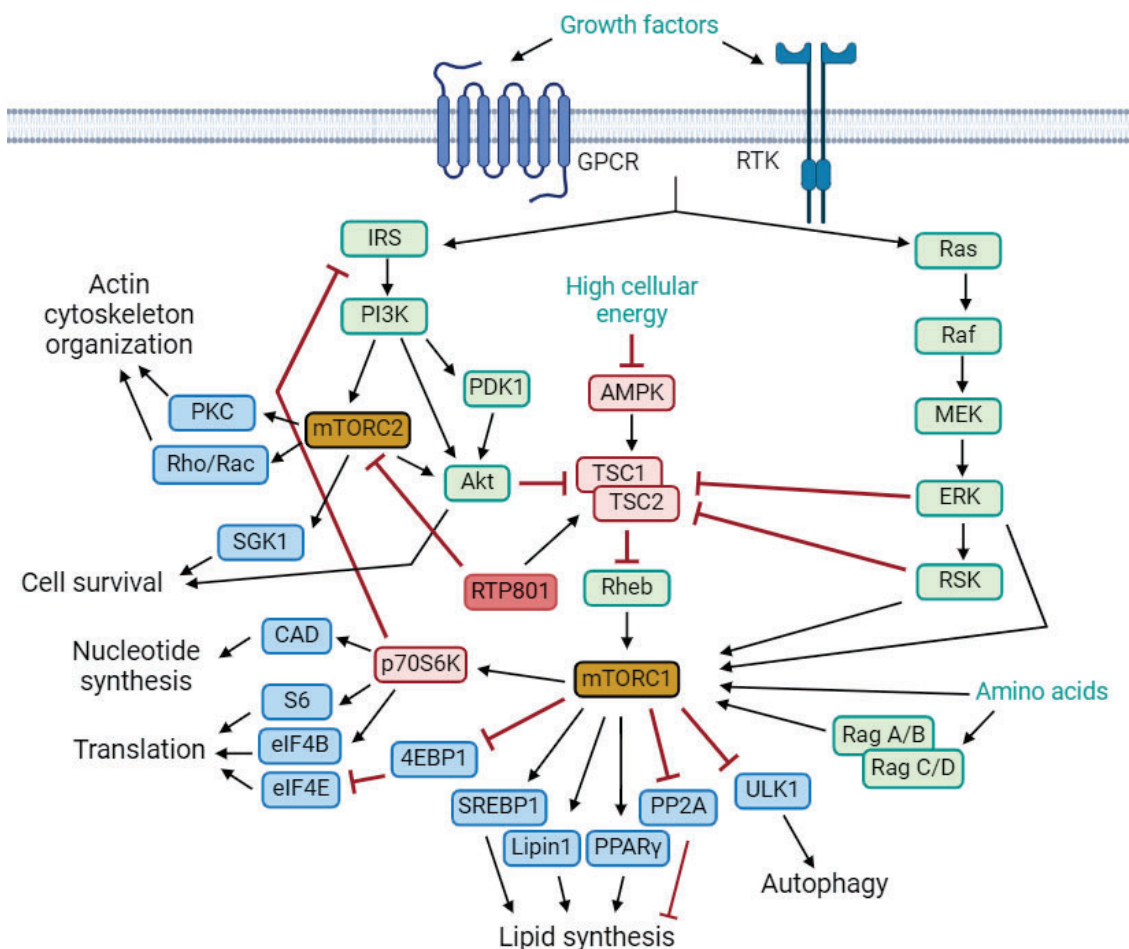 Growth factors
GPCR
RTK
IRS
Ras
Actin
cytoskeleton
organization
High cellular
energy
PI3K
Raf
PDK1
AMPK
PKC
mTORC2
MEK
Rho/Rac
Akt
TSC1
TSC2
ERK
SGK1
Cell survival
RTP801
Rheb
RSK
CAD
Nucleotide
synthesis
p70S6K
mTORC1
Amino acids
S6
Rag A/B
Rag C/D
Translation
eIF4B
4EBP1
eIF4E
SREBP1
PP2A
ULK1
Lipin1
PPARγ
Autophagy
Lipid synthesis